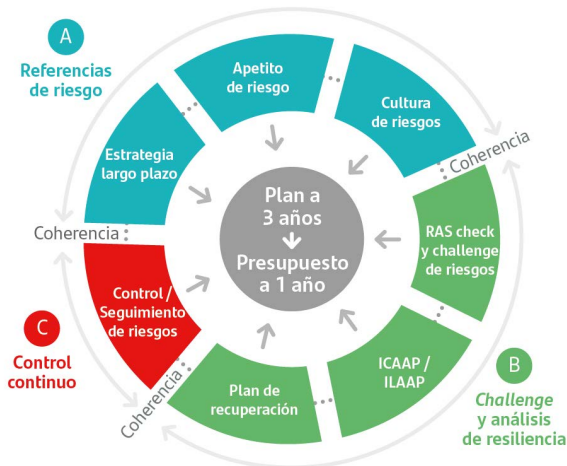 A
Referencias
de riesgo
Apetito
de riesgo
Cultura
de riesgos
Estrategia
largo plazo
Coherencia
Coherencia
Plan a
3 años
Presupuesto
a 1 año
RAS check
y challenge
de riesgos
Control /
Seguimiento
de riesgos
C
Control
continuo
Coherencia
Plan de
recuperación
ICAAP /
ILAAP
B
Challenge
y análisis
de resiliencia